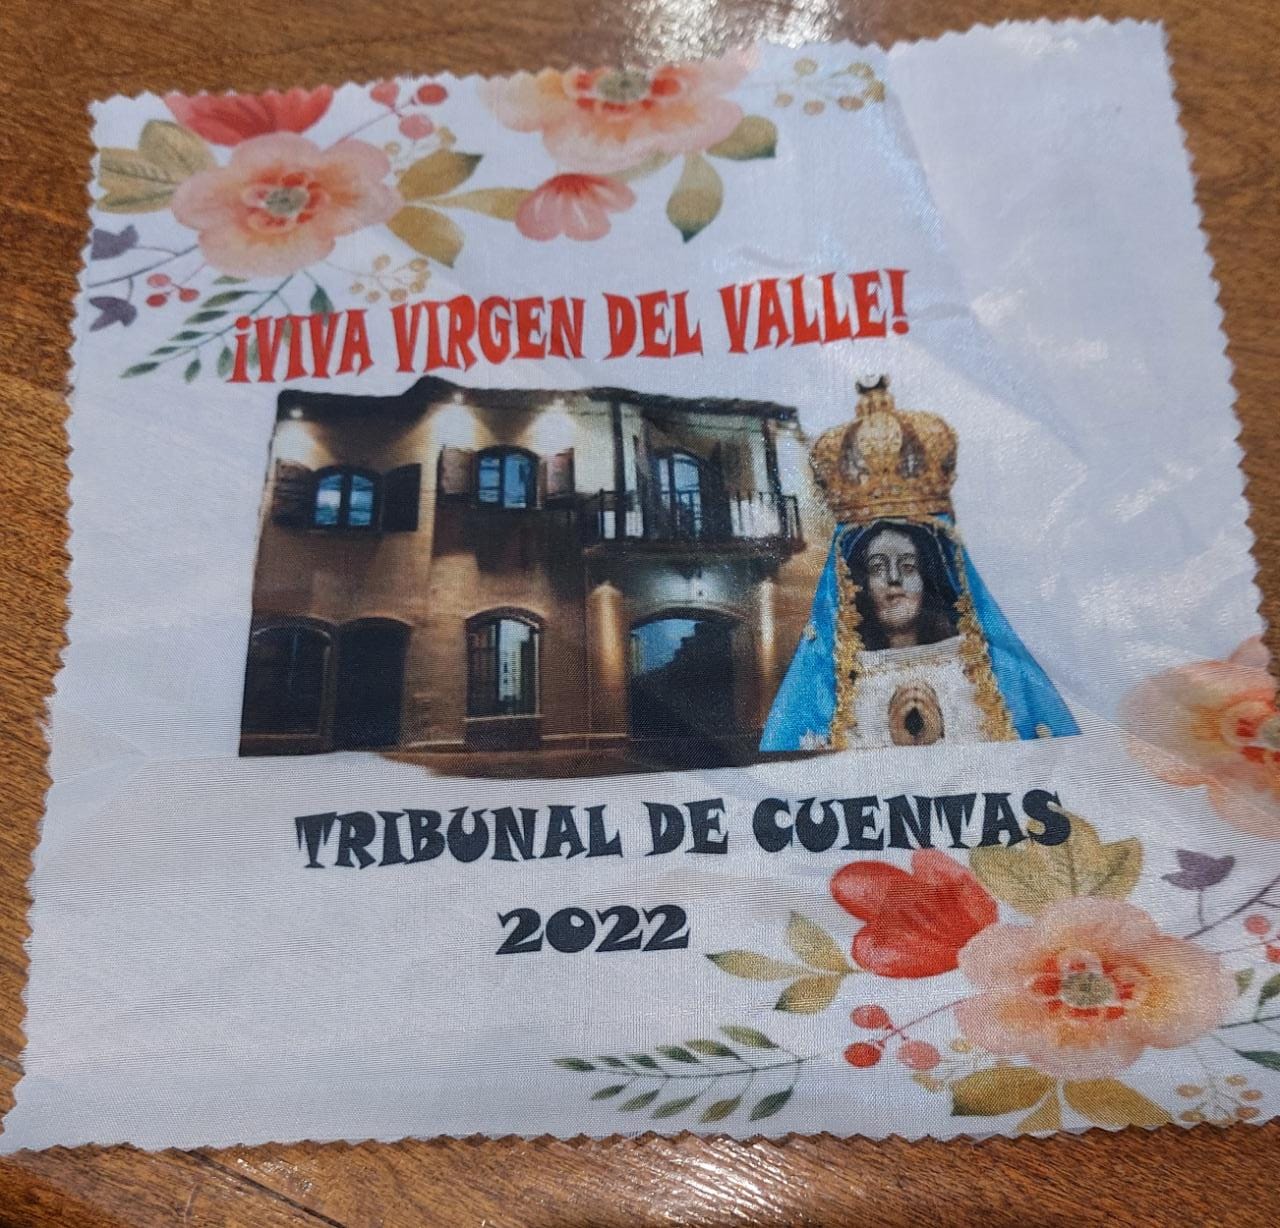 ¡VIVA VIRGEN DEL VALLE!
TRIBUNAL DE CUENTAS
2022